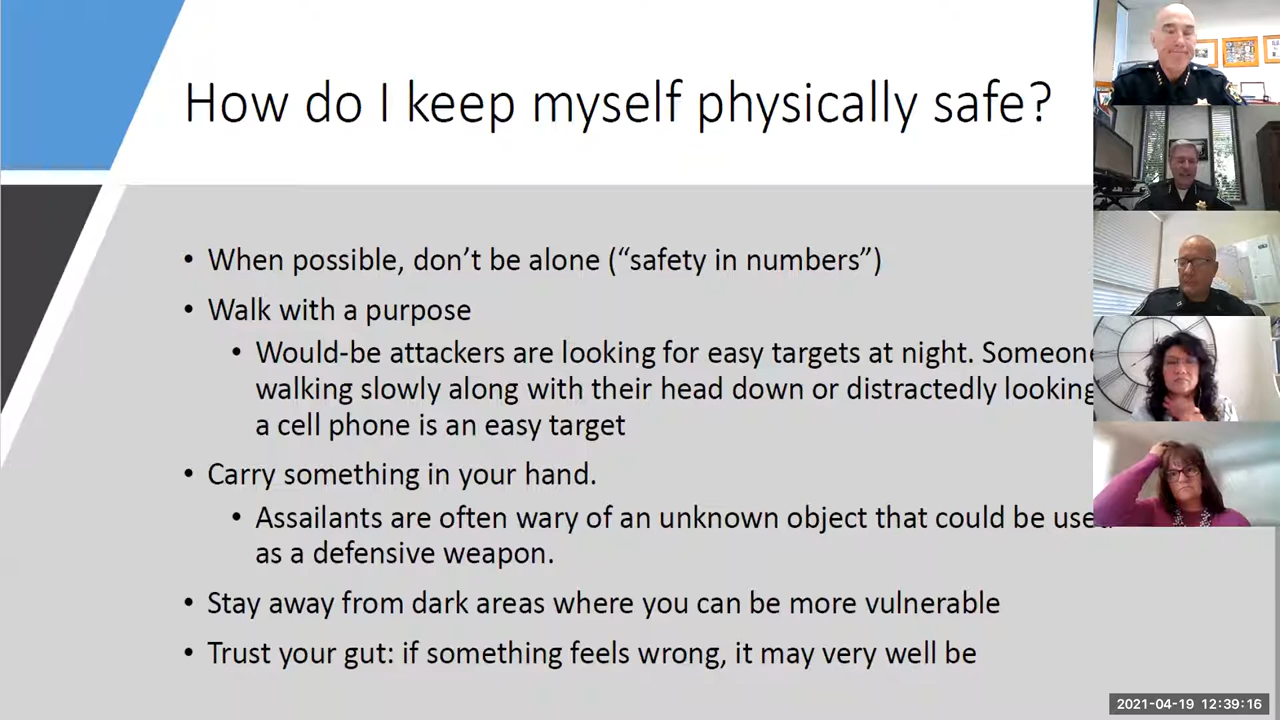 How do I keep myself physically safe?
• When possible, don't be alone (“safety in numbers”)
• Walk with a purpose
• Would-be attackers are looking for easy targets at night. Someone
walking slowly along with their head down or distractedly looking
a cell phone is an easy target
• Carry something in your hand.
• Assailants are often wary of an unknown object that could be used
as a defensive weapon.
• Stay away from dark areas where you can be more vulnerable
• Trust your gut: if something feels wrong, it may very well be
2021-04-19 12:39:16